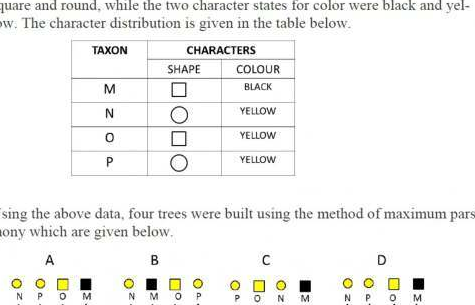 quare and round, while the two character states for color were black and yel-
ow. The character distribution is given in the table below.
TAXON CHARACTERS
SHAPE COLOUR
M BLACK
N YELLOW
O YELLOW
P YELLOW
sing the above data, four trees were built using the method of maximum pars
ony which are given below.
A B C D
N P O M N M O P P O N M N P O M